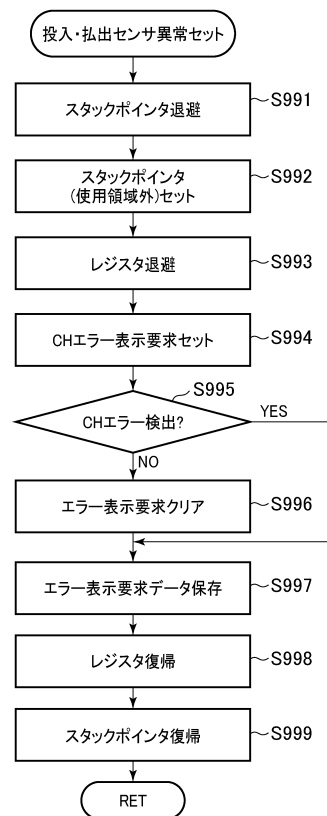 投入・払出センサ異常セット
スタックポインタ退避
S991
スタックポインタ
(使用領域外)セット
S992
レジスタ退避
S993
CHエラー表示要求セット
S994
S995
CHエラー検出?
YES
NO
エラー表示要求クリア
S996
エラー表示要求データ保存
S997
レジスタ復帰
S998
スタックポインタ復帰
S999
RET